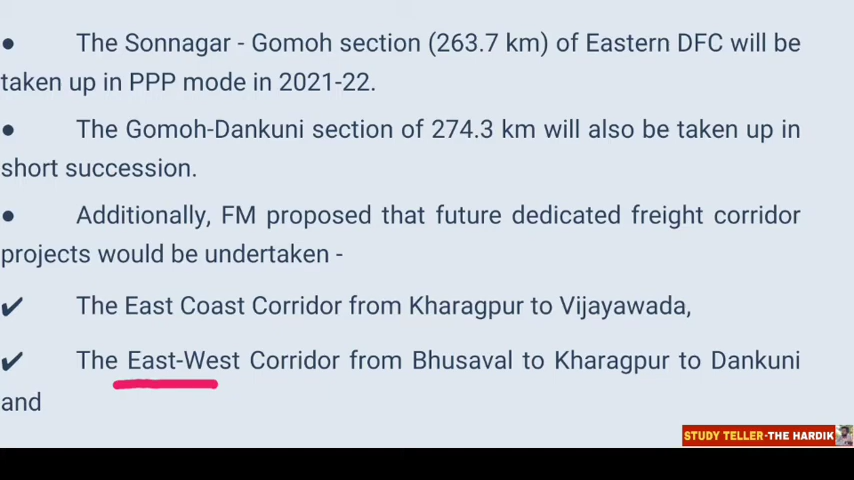 ● The Sonnagar - Gomoh section (263.7 km) of Eastern DFC will be
taken up in PPP mode in 2021-22.
● The Gomoh-Dankuni section of 274.3 km will also be taken up in
short succession.
● Additionally, FM proposed that future dedicated freight corridor
projects would be undertaken -
✔ The East Coast Corridor from Kharagpur to Vijayawada,
✔ The East-West Corridor from Bhusaval to Kharagpur to Dankuni
and
STUDY TELLER-THE HARDIK